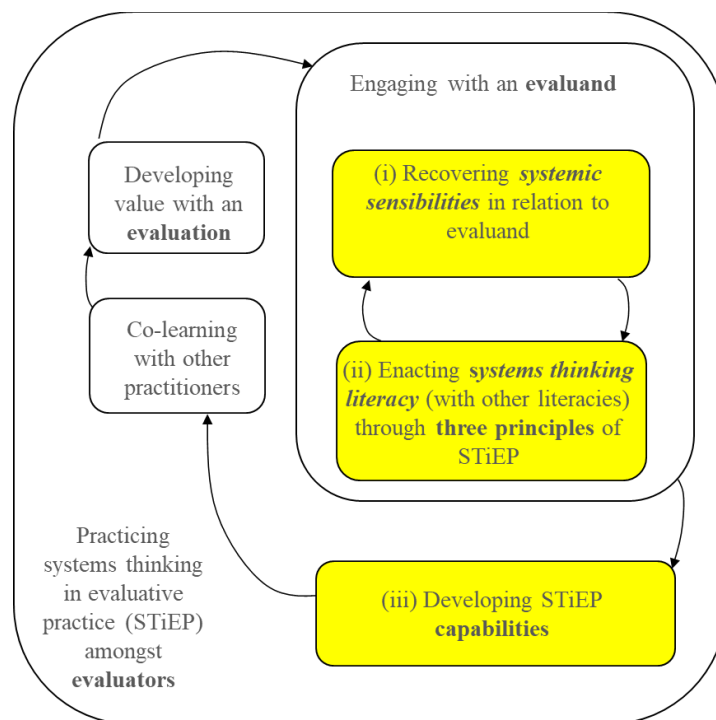 Engaging with an evaluand
(i) Recovering systemic
sensibilities in relation to
evaluand
Developing
value with an
evaluation
Co-learning
with other
practitioners
(ii) Enacting systems thinking
literacy (with other literacies)
through three principles of
STiEP
Practicing
systems thinking
in evaluative
practice (STiEP)
amongst
evaluators
(iii) Developing STiEP
capabilities